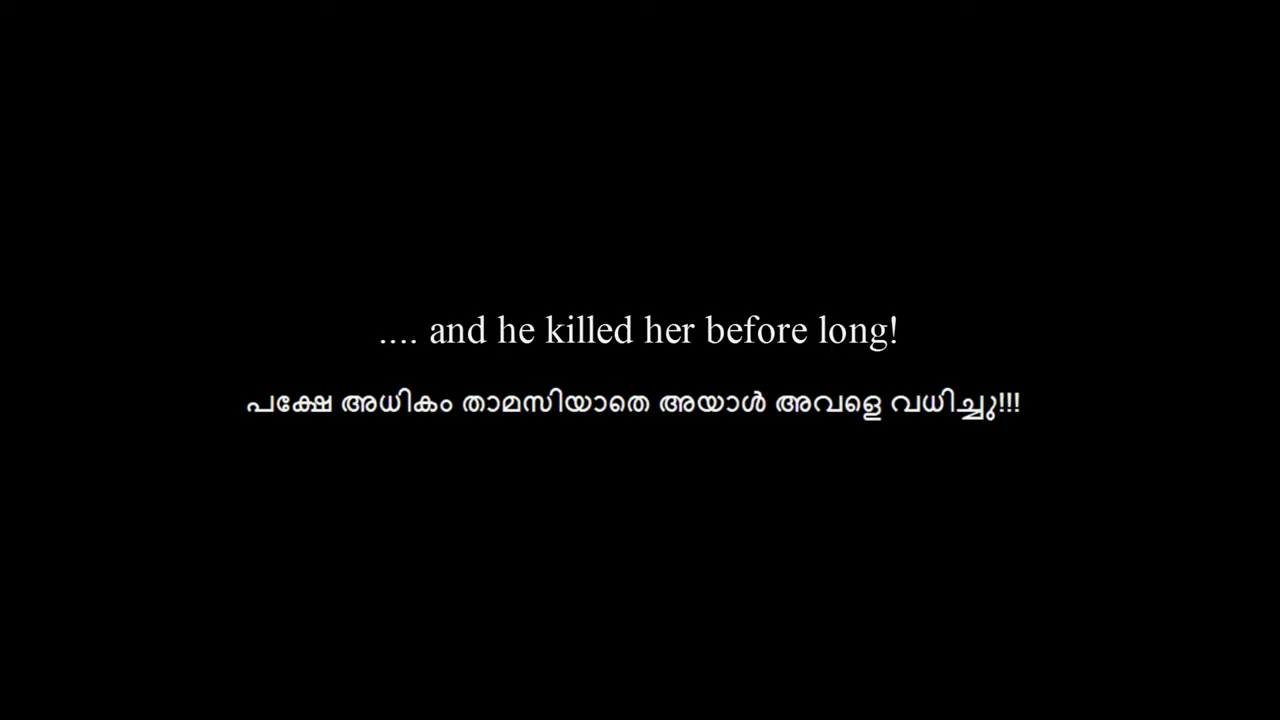 .... and he killed her before long!
പക്ഷേ അധികം താമസിയാതെ അയാൾ അവളെ വധിച്ചു!!!